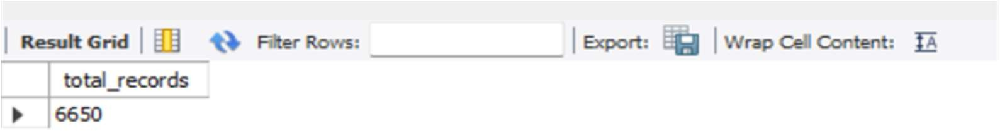 Result Grid Filter Rows: Export: Wrap Cell Content: A
total_records
6650